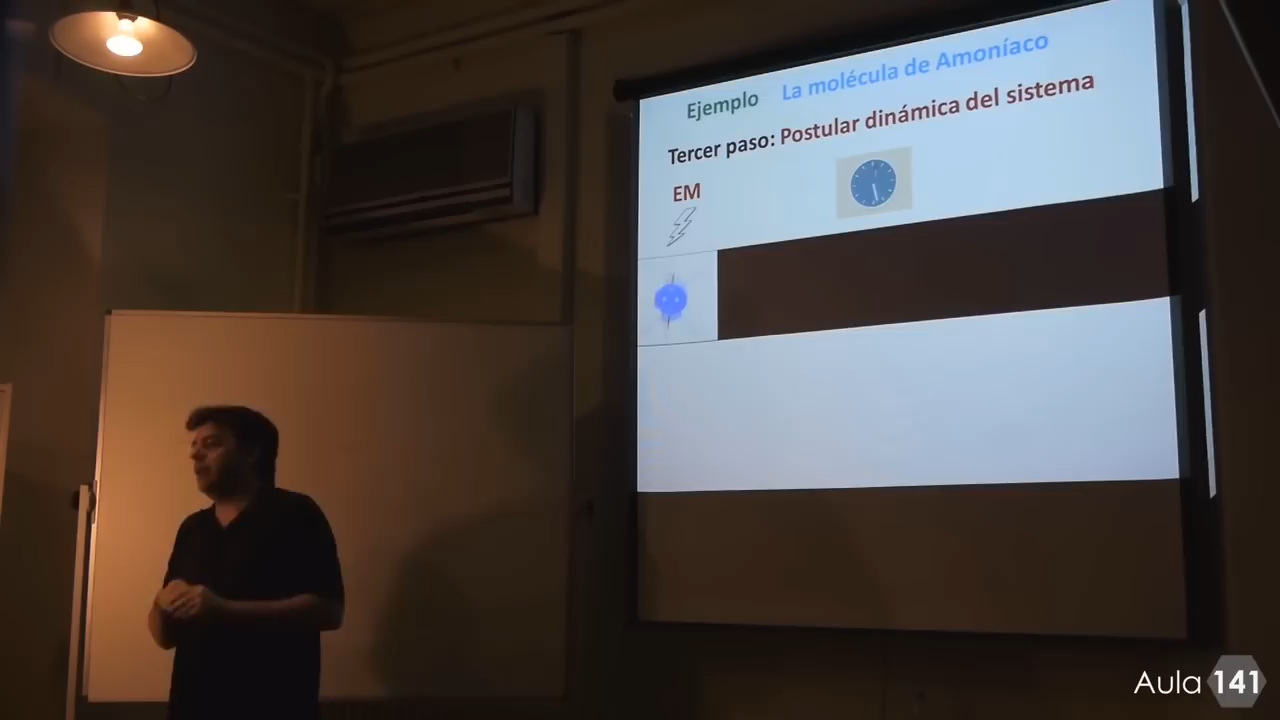 Ejemplo La molécula de Amoníaco
Tercer paso: Postular dinámica del sistema
EM
Aula 141